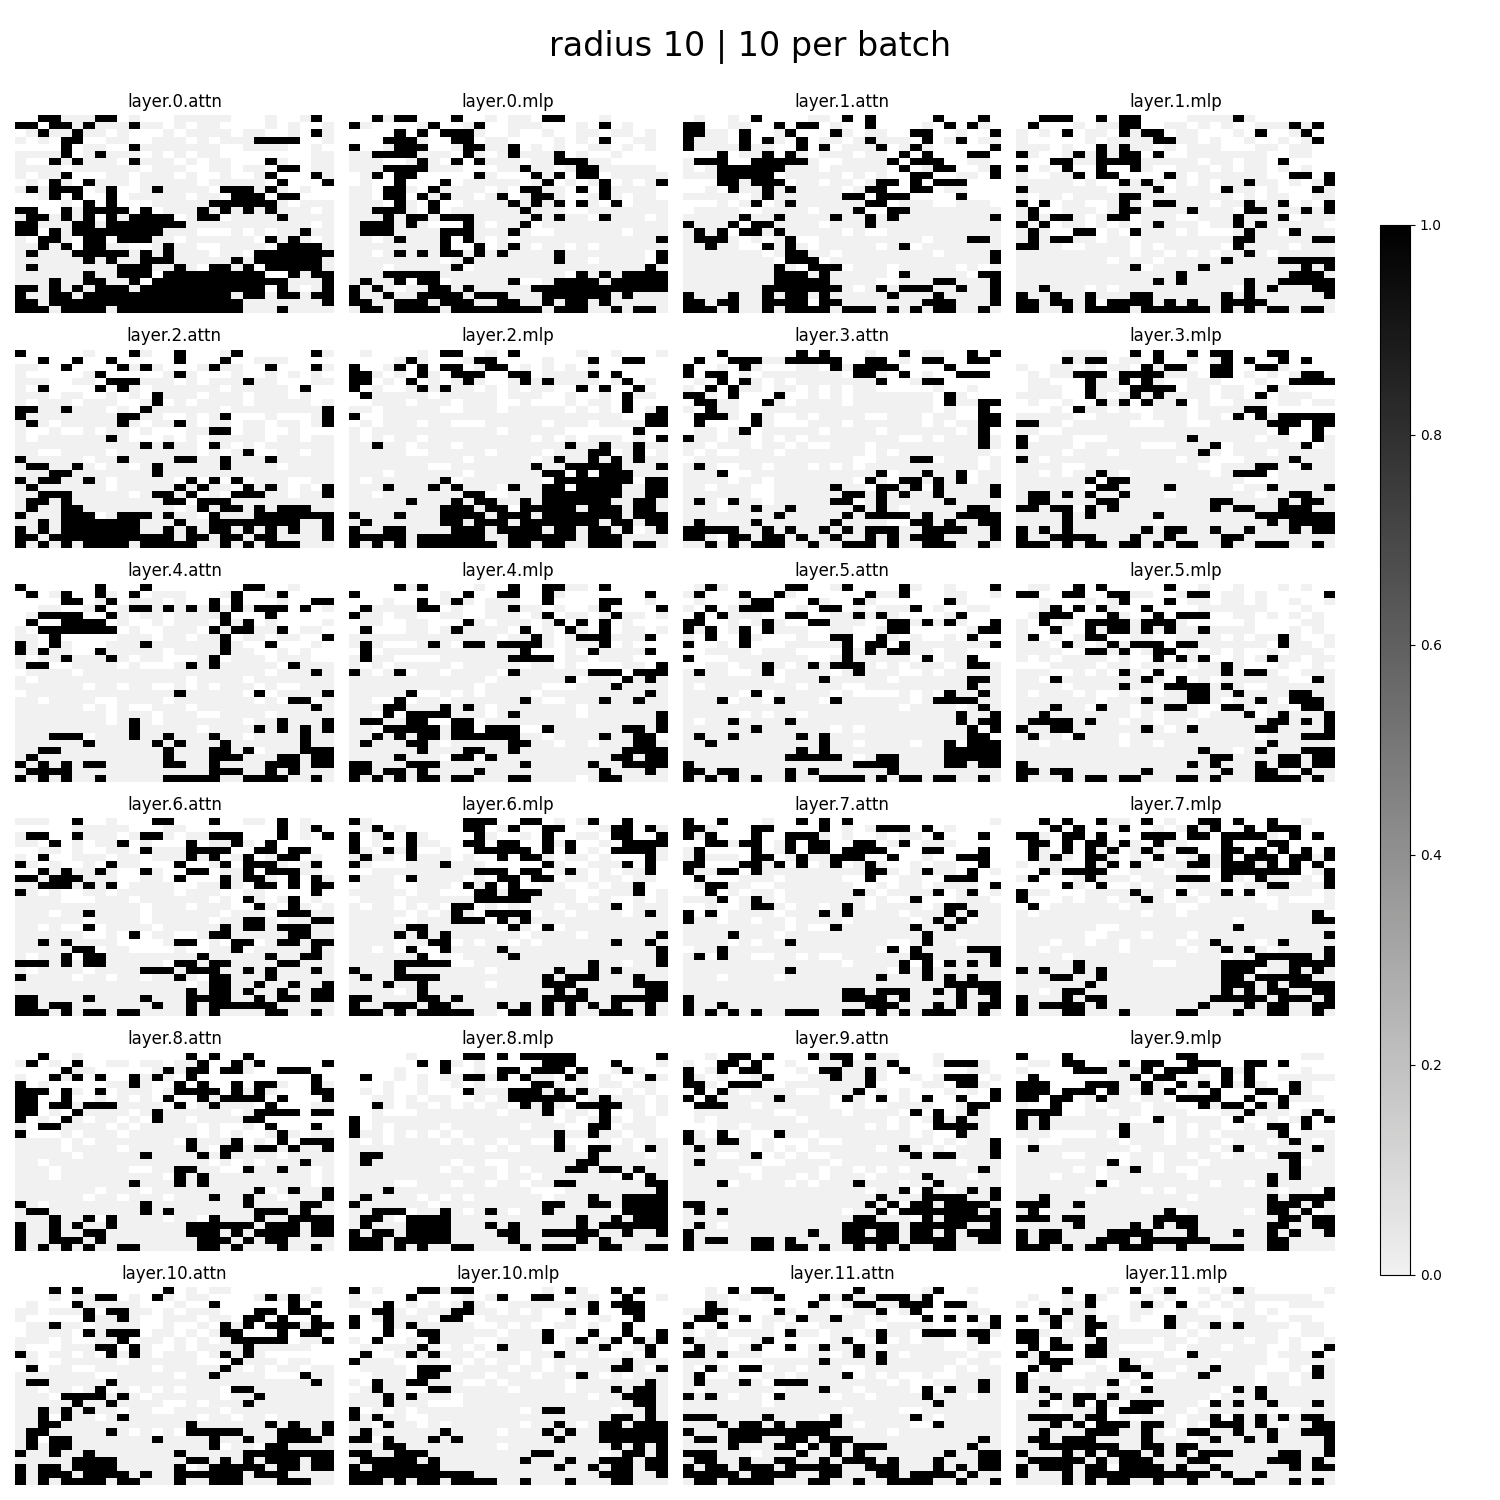 radius 10 | 10 per batch
layer.0.attn layer.0.mlp layer.1.attn layer.1.mlp
1.0
layer.2.attn layer.2.mlp layer.3.attn layer.3.mlp
0.8
layer.4.attn layer.4.mlp layer.5.attn layer.5.mlp
0.6
layer.6.attn layer.6.mlp layer.7.attn layer.7.mlp
0.4
layer.8.attn layer.8.mlp layer.9.attn layer.9.mlp
0.2
layer.10.attn layer.10.mlp layer.11.attn layer.11.mlp
0.0